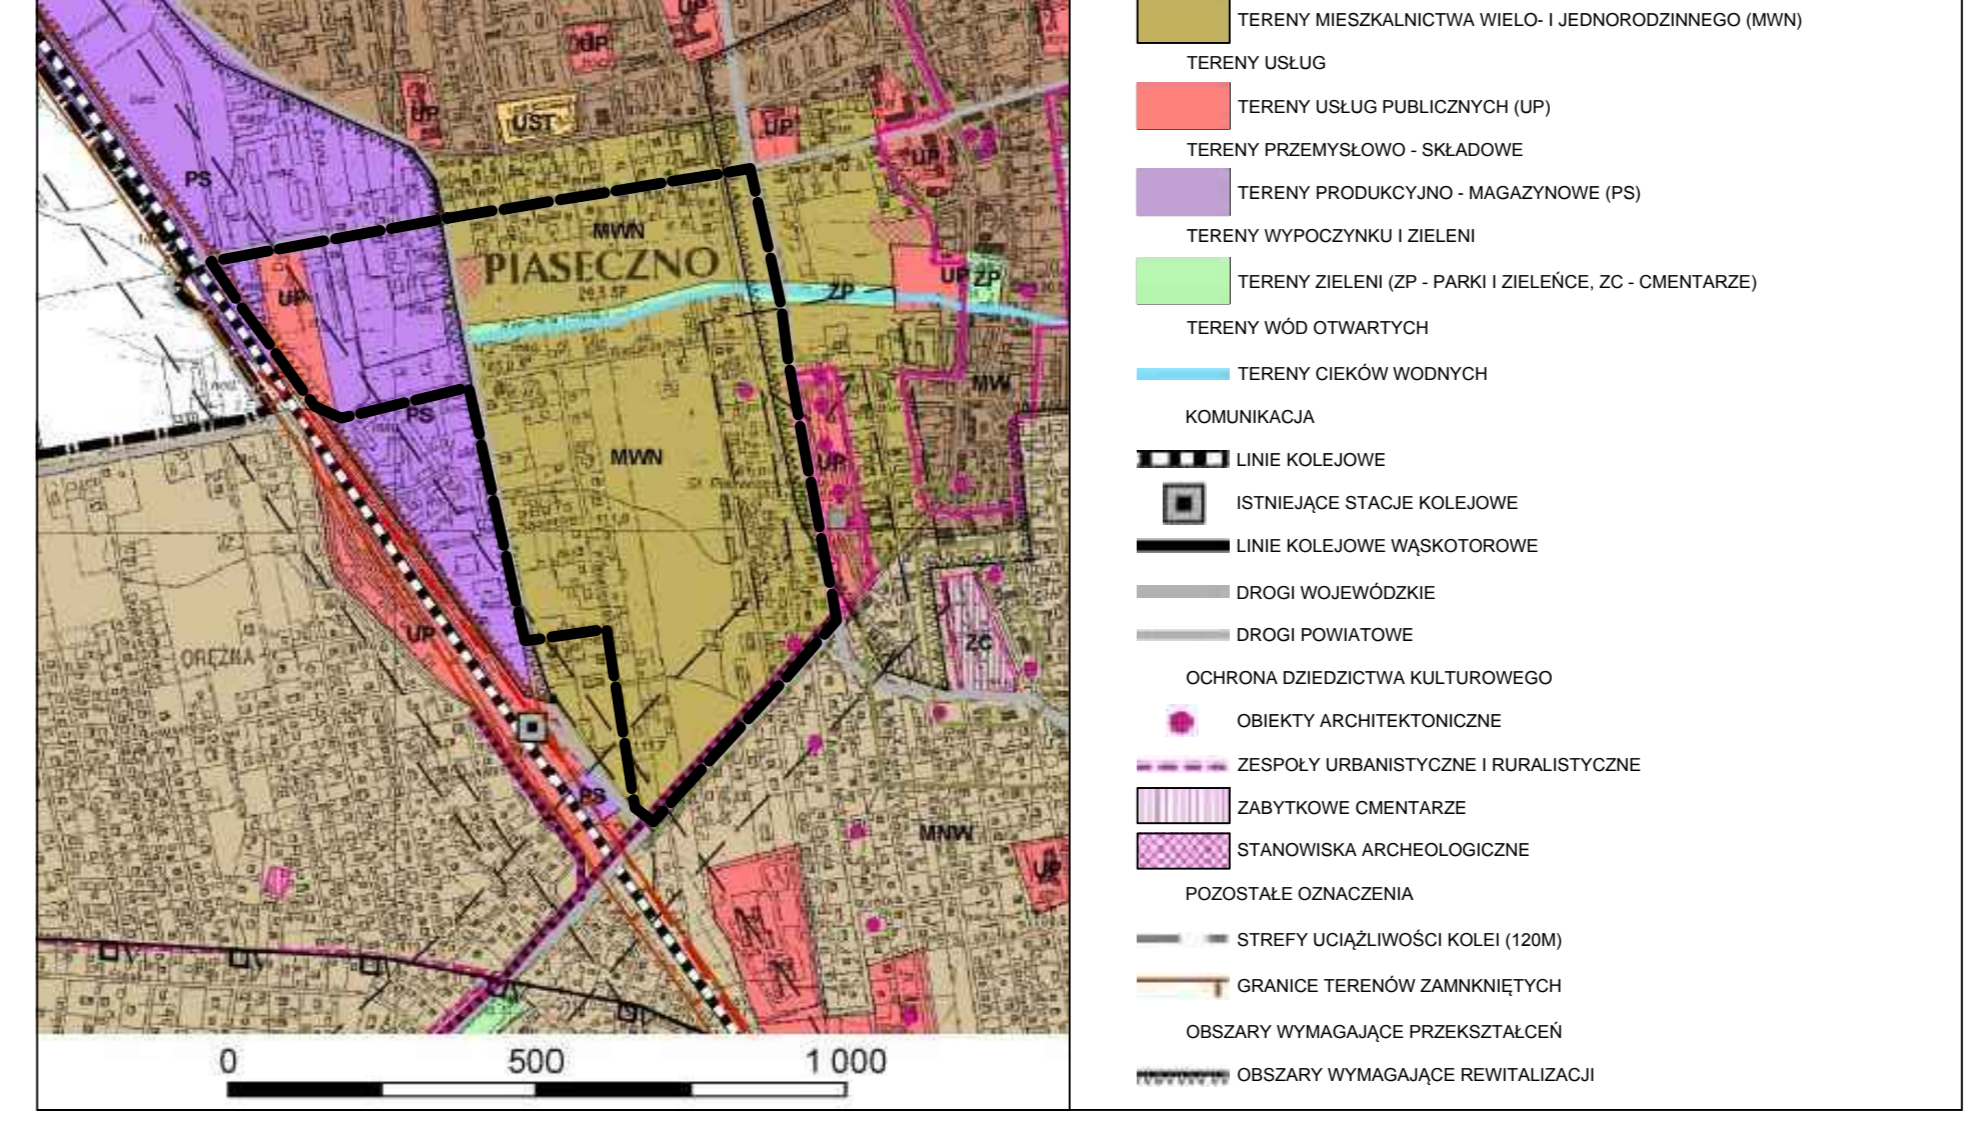 UP
UP
UP
UST
UP
UP
PS
MWN
PIASECZNO
UP
ZP
UP
ZP
MW
PS
MWN
UP
UP
OREZNA
ZC
PS
MNW
UP
0 500 1 000
TERENY MIESZKALNICTWA WIELO- I JEDNORODZINNEGO (MWN)
TERENY USŁUG
TERENY USŁUG PUBLICZNYCH (UP)
TERENY PRZEMYSŁOWO - SKŁADOWE
TERENY PRODUKCYJNO - MAGAZYNOWE (PS)
TERENY WYPOCZYNKU I ZIELENI
TERENY ZIELENI (ZP - PARKI I ZIELEŃCE, ZC - CMENTARZE)
TERENY WÓD OTWARTYCH
TERENY CIEKÓW WODNYCH
KOMUNIKACJA
LINIE KOLEJOWE
ISTNIEJĄCE STACJE KOLEJOWE
LINIE KOLEJOWE WĄSKOTOROWE
DROGI WOJEWÓDZKIE
DROGI POWIATOWE
OCHRONA DZIEDZICTWA KULTUROWEGO
OBIEKTY ARCHITEKTONICZNE
ZESPOŁY URBANISTYCZNE I RURALISTYCZNE
ZABYTKOWE CMENTARZE
STANOWISKA ARCHEOLOGICZNE
POZOSTAŁE OZNACZENIA
STREFY UCIĄŻLIWOŚCI KOLEI (120M)
GRANICE TERENÓW ZAMNKNIĘTYCH
OBSZARY WYMAGAJĄCE PRZEKSZTAŁCEŃ
OBSZARY WYMAGAJĄCE REWITALIZACJI